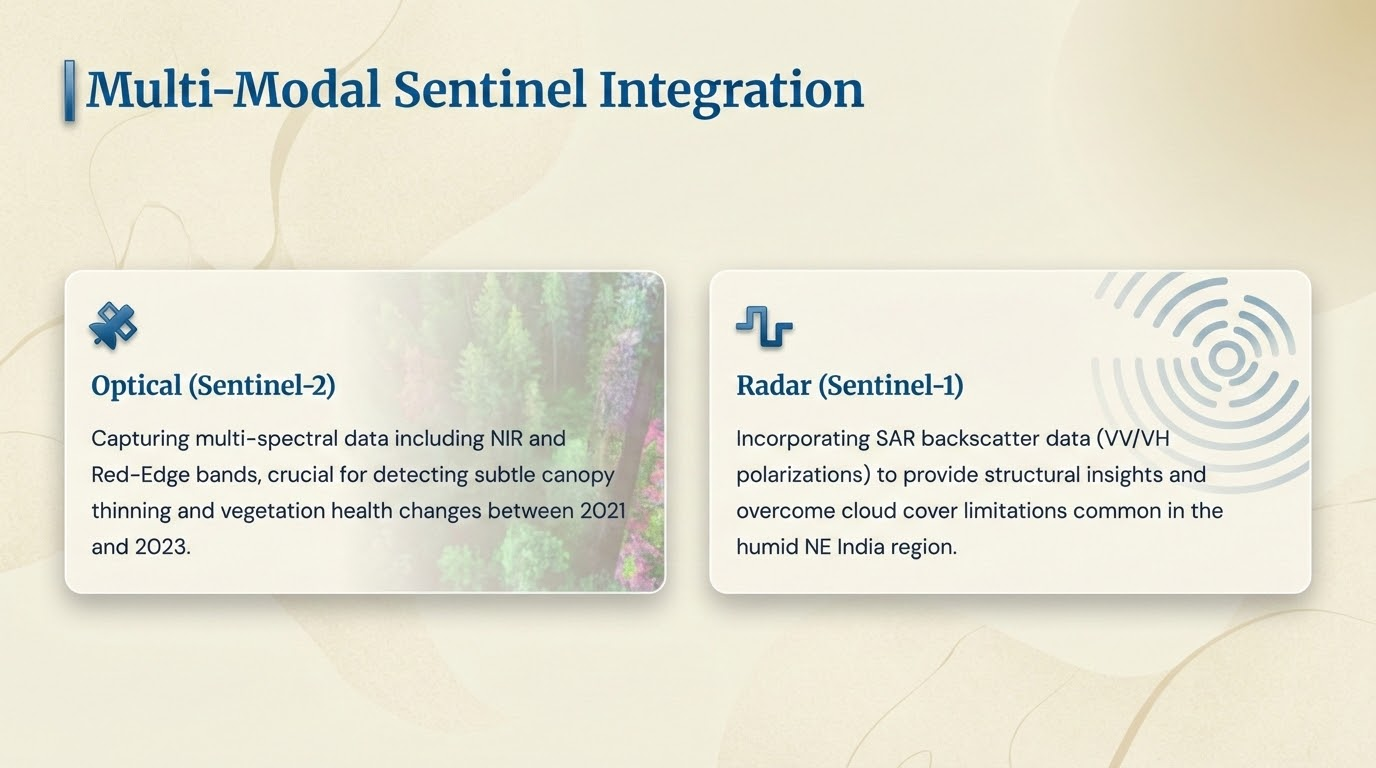 Multi-Modal Sentinel Integration
Optical (Sentinel-2)
Capturing multi-spectral data including NIR and
Red-Edge bands, crucial for detecting subtle canopy
thinning and vegetation health changes between 2021
and 2023.
Radar (Sentinel-1)
Incorporating SAR backscatter data (VV/VH
polarizations) to provide structural insights and
overcome cloud cover limitations common in the
humid NE India region.